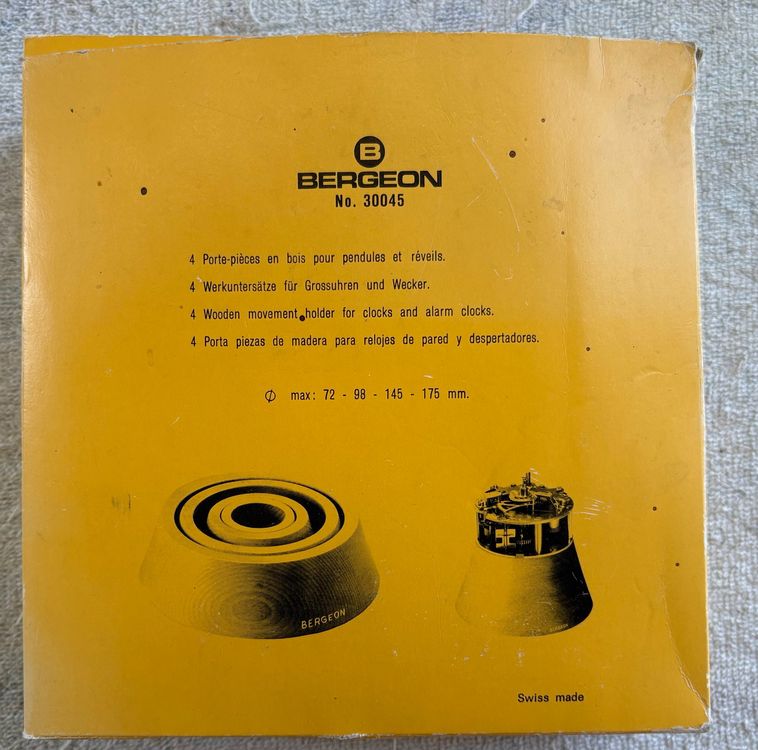 B
BERGEON
No. 30045
4 Porte-pièces en bois pour pendules et réveils.
4 Werkuntersätze für Grossuhren und Wecker.
4 Wooden movement holder for clocks and alarm clocks.
4 Porta piezas de madera para relojes de pared y despertadores.
∅ max: 72 - 98 - 145 - 175 mm.
BERGEON
BERGEON
Swiss made